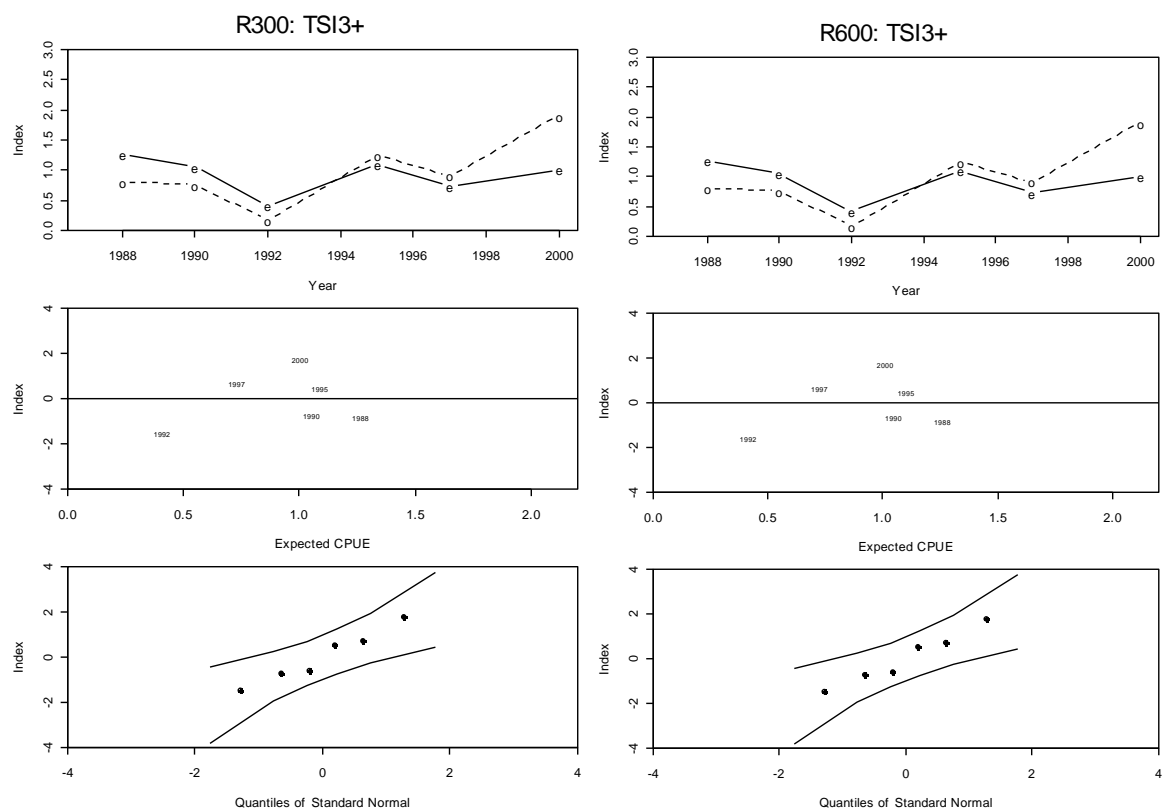 R300: TSI3+
Index
3.0
2.5
2.0
1.5
1.0
0.5
0.0
e e e e e e
o o o o o o
1988 1990 1992 1994 1996 1998 2000
Year
Index
4
2
0
-2
-4
2000
1997
1995
1990
1988
1992
0.0 0.5 1.0 1.5 2.0
Expected CPUE
Index
4
2
0
-2
-4
-4 -2 0 2 4
Quantiles of Standard Normal
R600: TSI3+
Index
3.0
2.5
2.0
1.5
1.0
0.5
0.0
e e e e e e
o o o o o o
1988 1990 1992 1994 1996 1998 2000
Year
Index
4
2
0
-2
-4
2000
1997
1995
1990
1988
1992
0.0 0.5 1.0 1.5 2.0
Expected CPUE
Index
4
2
0
-2
-4
-4 -2 0 2 4
Quantiles of Standard Normal